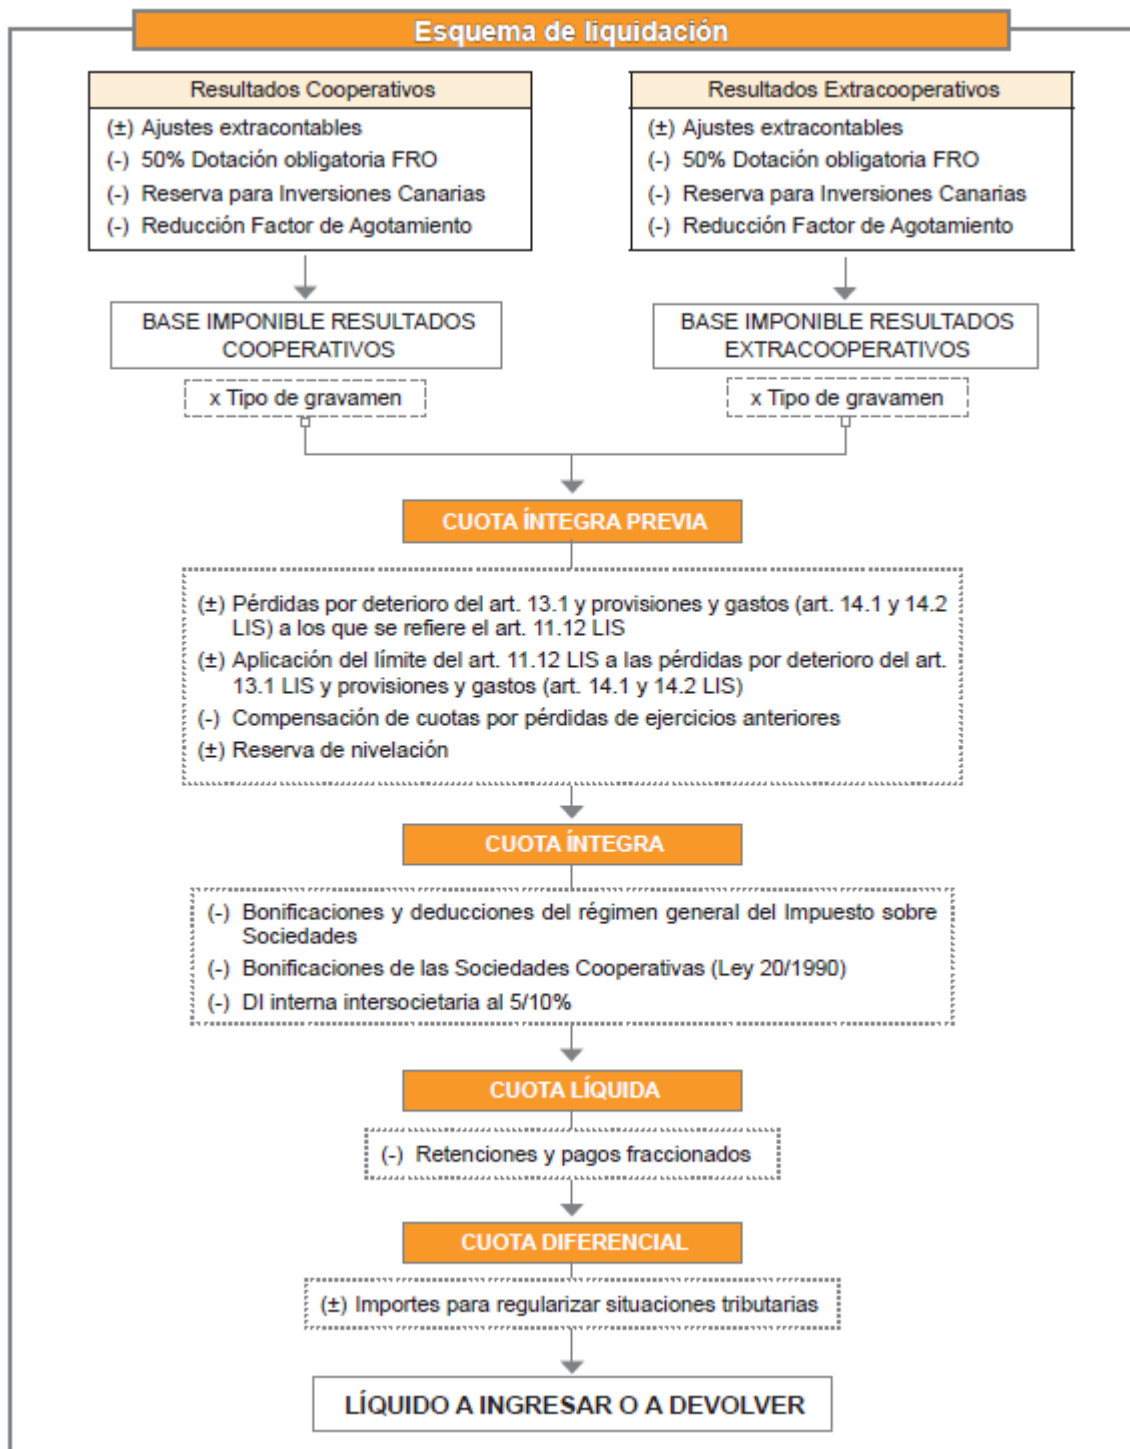 Esquema de liquidación
Resultados Cooperativos
(±) Ajustes extracontables
(-) 50% Dotación obligatoria FRO
(-) Reserva para Inversiones Canarias
(-) Reducción Factor de Agotamiento
Resultados Extracooperativos
(±) Ajustes extracontables
(-) 50% Dotación obligatoria FRO
(-) Reserva para Inversiones Canarias
(-) Reducción Factor de Agotamiento
BASE IMPONIBLE RESULTADOS
COOPERATIVOS
BASE IMPONIBLE RESULTADOS
EXTRACOOPERATIVOS
x Tipo de gravamen
x Tipo de gravamen
CUOTA ÍNTEGRA PREVIA
(±) Pérdidas por deterioro del art. 13.1 y provisiones y gastos (art. 14.1 y 14.2
LIS) a los que se refiere el art. 11.12 LIS
(±) Aplicación del límite del art. 11.12 LIS a las pérdidas por deterioro del art.
13.1 LIS y provisiones y gastos (art. 14.1 y 14.2 LIS)
(-) Compensación de cuotas por pérdidas de ejercicios anteriores
(±) Reserva de nivelación
CUOTA ÍNTEGRA
(-) Bonificaciones y deducciones del régimen general del Impuesto sobre
Sociedades
(-) Bonificaciones de las Sociedades Cooperativas (Ley 20/1990)
(-) DI interna intersocietaria al 5/10%
CUOTA LÍQUIDA
(-) Retenciones y pagos fraccionados
CUOTA DIFERENCIAL
(±) Importes para regularizar situaciones tributarias
LÍQUIDO A INGRESAR O A DEVOLVER